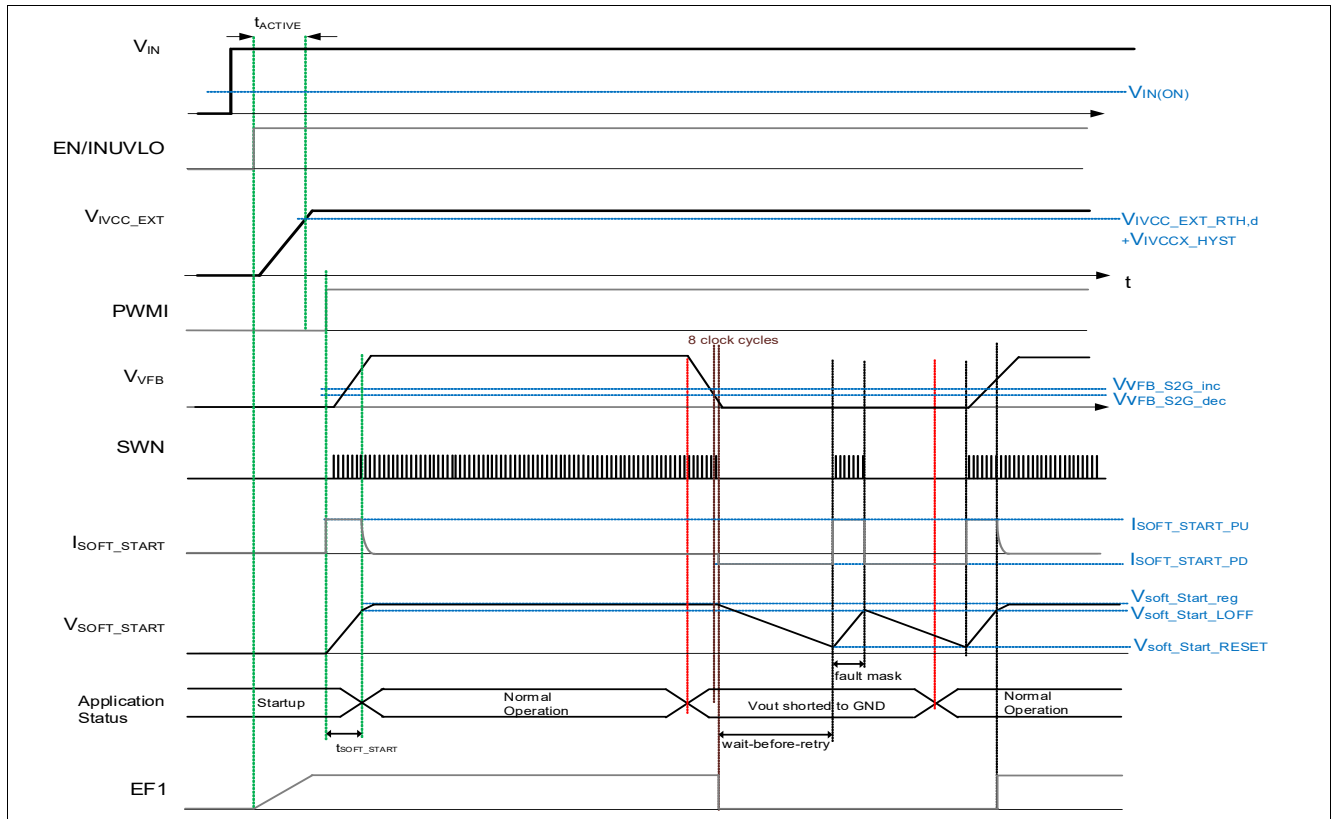 tACTIVE
VIN
VIN(ON)
EN/INUVLO
VIVCC_EXT
VIVCC_EXT_RTH,d
+VIVCCX_HYST
t
PWMI
8 clock cycles
VVFB
VVFB_S2G_inc
VVFB_S2G_dec
SWN
ISOFT_START_PU
ISOFT_START
ISOFT_START_PD
Vsoft_Start_reg
Vsoft_Start_LOFF
VSOFT_START
Vsoft_Start_RESET
fault mask
Application
Status
Startup
Normal
Operation
Vout shorted to GND
Normal
Operation
tSOFT_START
wait-before-retry
EF1